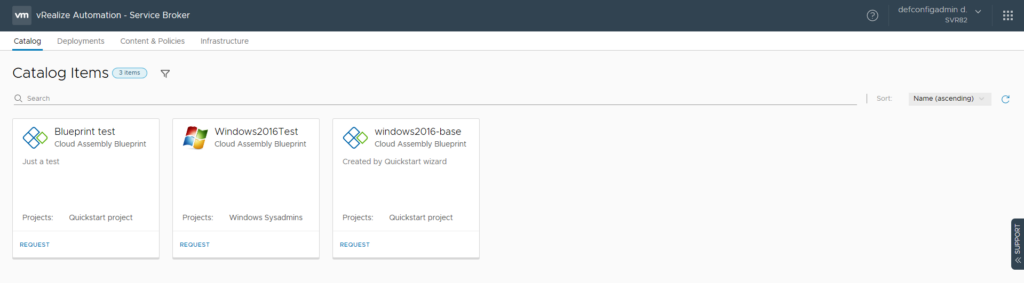 vm vRealize Automation - Service Broker
defconfigadmin d.
SVRB2
Catalog Deployments Content & Policies Infrastructure
Catalog Items 3 items
Search
Sort: Name (ascending)
Blueprint test
Cloud Assembly Blueprint
Just a test
Projects: Quickstart project
REQUEST
Windows2016Test
Cloud Assembly Blueprint
Projects: Windows Sysadmins
REQUEST
windows2016-base
Cloud Assembly Blueprint
Created by Quickstart wizard
Projects: Quickstart project
REQUEST
SUPPORT